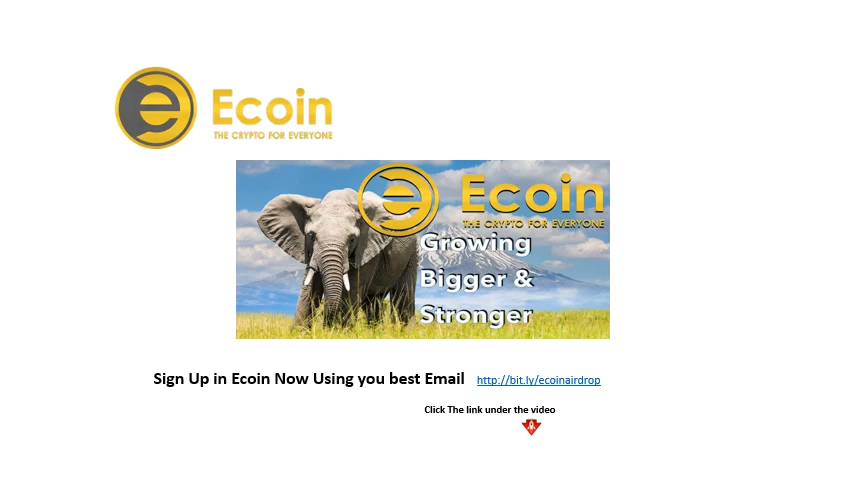 Ecoin
THE CRYPTO FOR EVERYONE
Ecoin
THE CRYPTO FOR EVERYONE
Growing
Bigger &
Stronger
Sign Up in Ecoin Now Using you best Email http://bit.ly/ecoinairdrop
Click The link under the video